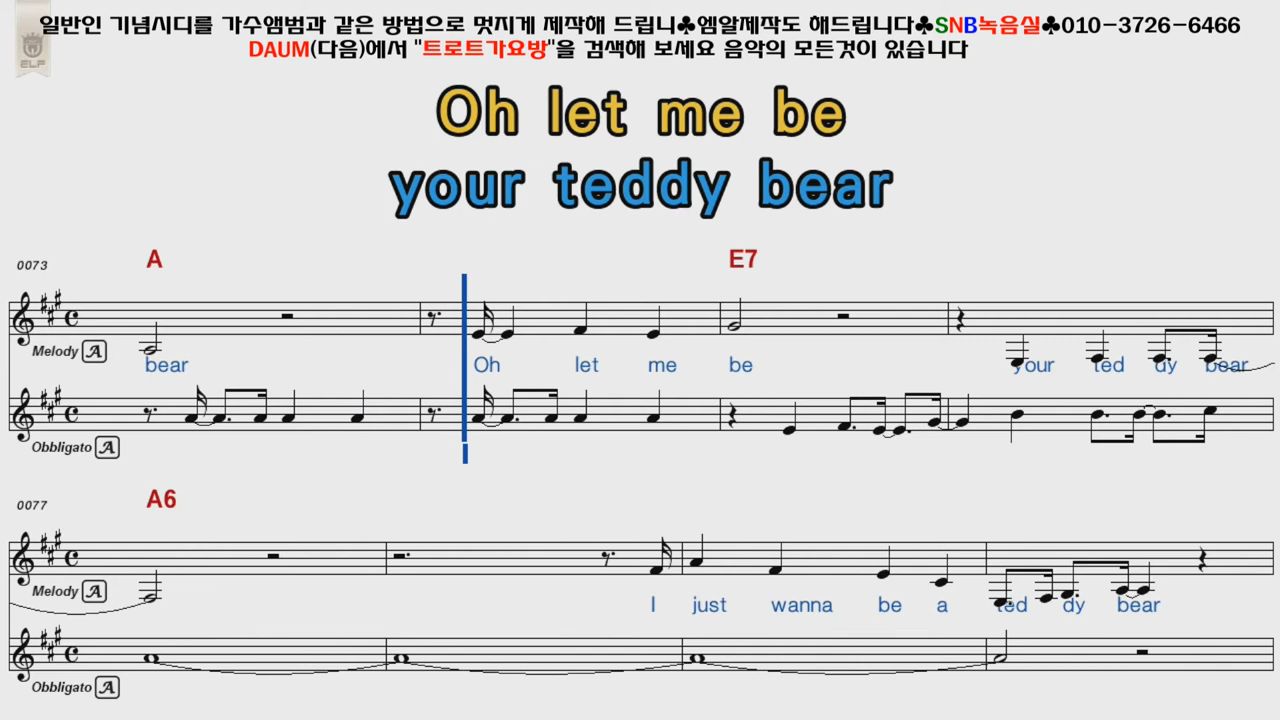 일반인 기념시디를 가수앨범과 같은 방법으로 멋지게 제작해 드립니♣엠알제작도 해드립니다♣SNB녹음실♣010-3726-6466
DAUM(다음)에서 "트로트가요방"을 검색해 보세요 음악의 모든것이 있습니다
ELF
Oh let me be
your teddy bear
0073
A
E7
Melody A
bear Oh let me be your ted dy bear
Obbligato A
0077
A6
Melody A
I just wanna be a ted dy bear
Obbligato A